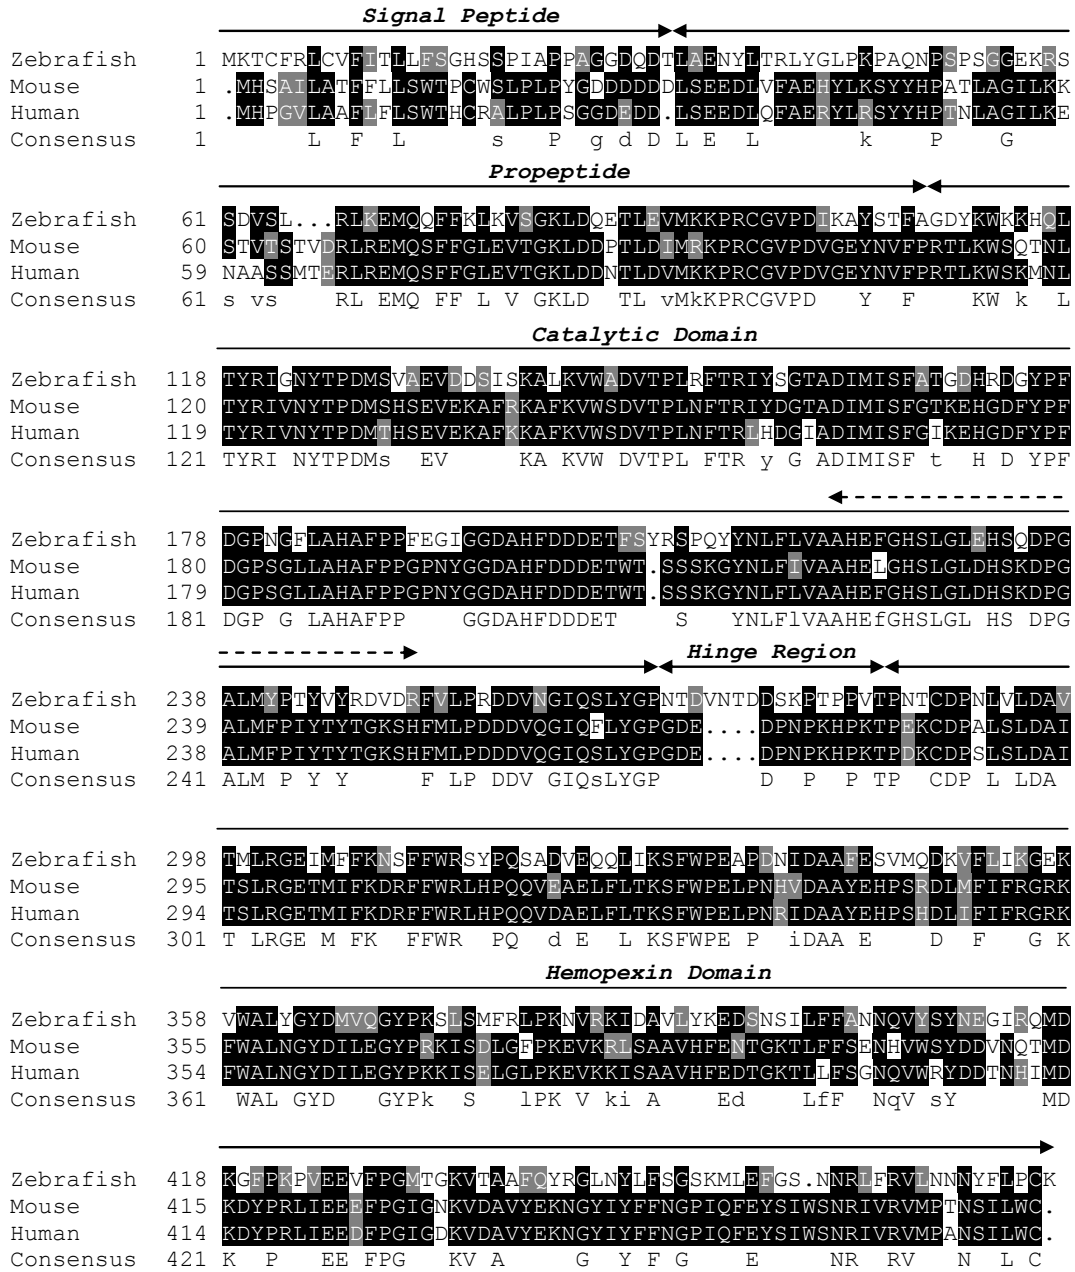 Signal Peptide
Zebrafish 1 MKTCFRLCVFITLLFSGHSSPIAPPAGGDQDTLAENYLTRLYGLPKPAQNPSPSGGEKRS
Mouse 1 .MHSAILATFFLLSWTPCWSLPLPYGDDDDDDLSEEDLVFAEHYLKSYYHPATLAGILKK
Human 1 .MHPGVLAAFLFLSWTHCRALPLPSGGDEDD.LSEEDLQFAERYLRSYYHPTNLAGILKE
Consensus 1 L F L s P g d D L E L k P G
Propeptide
Zebrafish 61 SDVSL...RLKEMQQFFKLKVSGKLDQETLEVMKKPRCGVPDIKAYSTFAGDYKWKKHQL
Mouse 60 STVTSTVDRLREMQSFFGLEVTGKLDDPTLDIMRKPRCGVPDVGEYNVFPRTLKWSQTNL
Human 59 NAASSMTERLREMQSFFGLEVTGKLDDNTLDVMKKPRCGVPDVGEYNVFPRTLKWSKMNL
Consensus 61 s vs RL EMQ FF L V GKLD TL vMkKPRCGVPD Y F KW k L
Catalytic Domain
Zebrafish 118 TYRIGNYTPDMSVAEVDDSISKALKVWADVTPLRFTRIYSGTADIMISFATGDHRDGYPF
Mouse 120 TYRIVNYTPDMSHSEVEKAFRKAFKVWSDVTPLNFTRIYDGTADIMISFGTKEHGDFYPF
Human 119 TYRIVNYTPDMTHSEVEKAFKKAFKVWSDVTPLNFTRLHDGIADIMISFGIKEHGDFYPF
Consensus 121 TYRI NYTPDMs EV KA KVW DVTPL FTR y G ADIMISF t H D YPF
Zebrafish 178 DGPNGFLAHAFPPFEGIGGDAHFDDDETFSYRSPQYYNLFLVAAHEFGHSLGLEHSQDPG
Mouse 180 DGPSGLLAHAFPPGPNYGGDAHFDDDETWT.SSSKGYNLFIVAAHELGHSLGLDHSKDPG
Human 179 DGPSGLLAHAFPPGPNYGGDAHFDDDETWT.SSSKGYNLFLVAAHEFGHSLGLDHSKDPG
Consensus 181 DGP G LAHAFPP GGDAHFDDDET S YNLFlVAAHEfGHSLGL HS DPG
Hinge Region
Zebrafish 238 ALMYPTYVYRDVDRFVLPRDDVNGIQSLYGPNTDVNTDDSKPTPPVTPNTCDPNLVLDAV
Mouse 239 ALMFPIYTYTGKSHFMLPDDDVQGIQFLYGPGDE....DPNPKHPKTPEKCDPALSLDAI
Human 238 ALMFPIYTYTGKSHFMLPDDDVQGIQSLYGPGDE....DPNPKHPKTPDKCDPSLSLDAI
Consensus 241 ALM P Y Y F LP DDV GIQsLYGP D P P TP CDP L LDA
Zebrafish 298 TMLRGEIMFFKNSFFWRSYPQSADVEQQLIKSFWPEAPDNIDAAFESVMQDKVFLIKGEK
Mouse 295 TSLRGETMIFKDRFFWRLHPQQVEAELFLTKSFWPELPNHVDAAYEHPSRDLMFIFRGRK
Human 294 TSLRGETMIFKDRFFWRLHPQQVDAELFLTKSFWPELPNRIDAAYEHPSHDLIFIFRGRK
Consensus 301 T LRGE M FK FFWR PQ d E L KSFWPE P iDAA E D F G K
Hemopexin Domain
Zebrafish 358 VWALYGYDMVQGYPKSLSMFRLPKNVRKIDAVLYKEDSNSILFFANNQVYSYNEGIRQMD
Mouse 355 FWALNGYDILEGYPRKISDLGFPKEVKRLSAAVHFENTGKTLFFSENHVWSYDDVNQTMD
Human 354 FWALNGYDILEGYPKKISELGLPKEVKKISAAVHFEDTGKTLLFSGNQVWRYDDTNHIMD
Consensus 361 WAL GYD GYPk S lPK V ki A Ed LfF NqV sY MD
Zebrafish 418 KGFPKPVEEVFPGMTGKVTAAFQYRGLNYLFSGSKMLEFGS.NNRLFRVLNNNYFLPCK
Mouse 415 KDYPRLIEEEFPGIGNKVDAVYEKNGYIYFFNGPIQFEYSIWSNRIVRVMPTNSILWC.
Human 414 KDYPRLIEEDFPGIGDKVDAVYEKNGYIYFFNGPIQFEYSIWSNRIVRVMPANSILWC.
Consensus 421 K P EE FPG KV A G Y F G E NR RV N L C